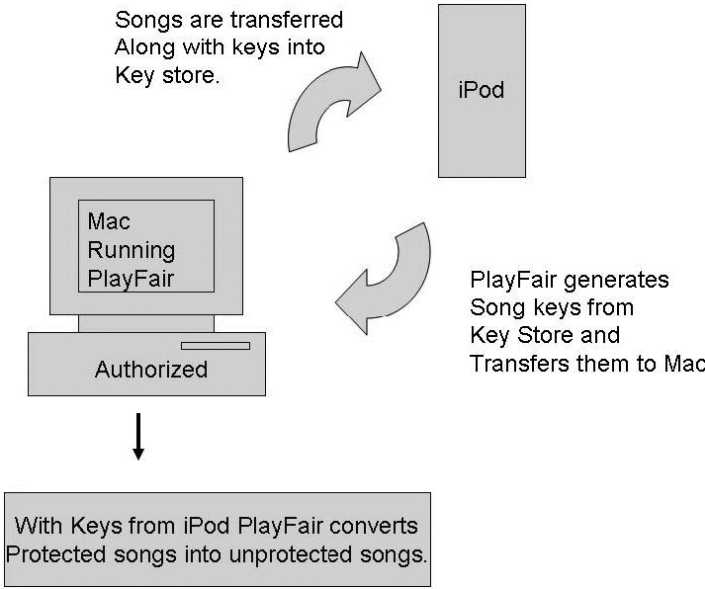 Songs are transferred
Along with keys into
Key store.
iPod
Mac
Running
PlayFair
Authorized
PlayFair generates
Song keys from
Key Store and
Transfers them to Mac
With Keys from iPod PlayFair converts
Protected songs into unprotected songs.